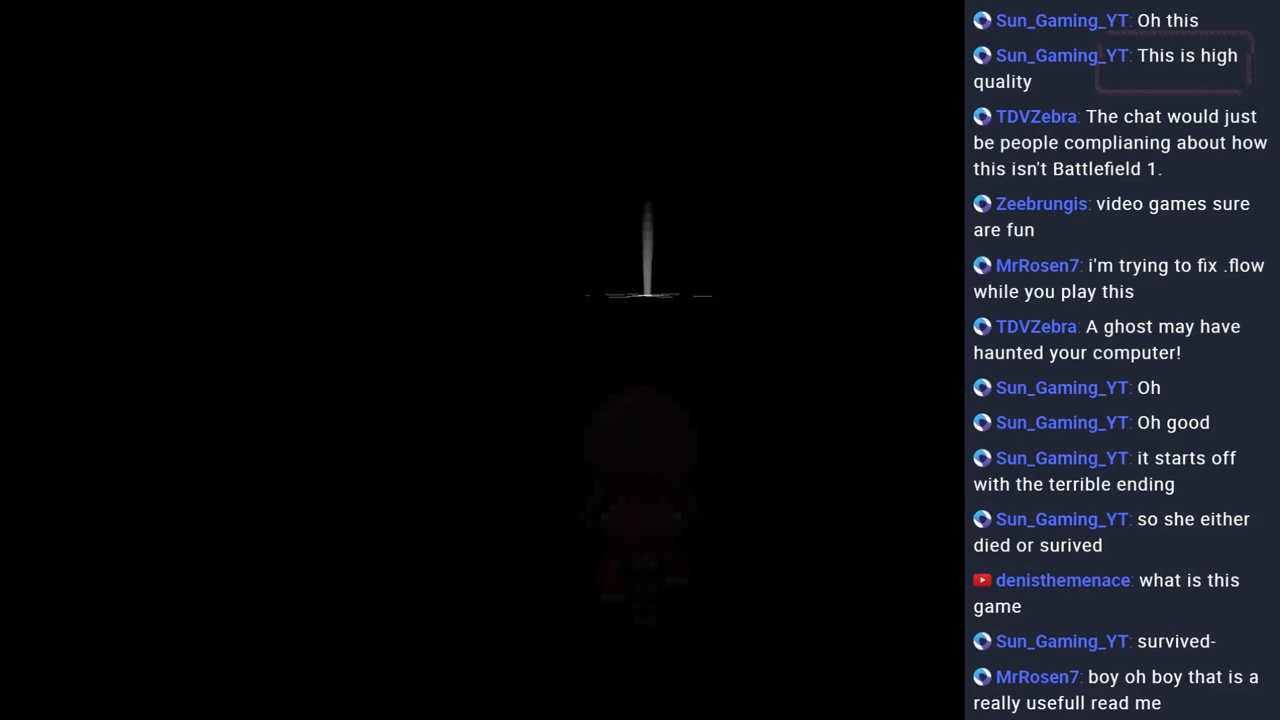 Sun_Gaming_YT: Oh this
Sun_Gaming_YT: This is high
quality
TDVZebra: The chat would just
be people complianing about how
this isn't Battlefield 1.
Zeebrungis: video games sure
are fun
MrRosen7: i'm trying to fix .flow
while you play this
TDVZebra: A ghost may have
haunted your computer!
Sun_Gaming_YT: Oh
Sun_Gaming_YT: Oh good
Sun_Gaming_YT: it starts off
with the terrible ending
Sun_Gaming_YT: so she either
died or surived
denisthemenace: what is this
game
Sun_Gaming_YT: survived-
MrRosen7: boy oh boy that is a
really usefull read me